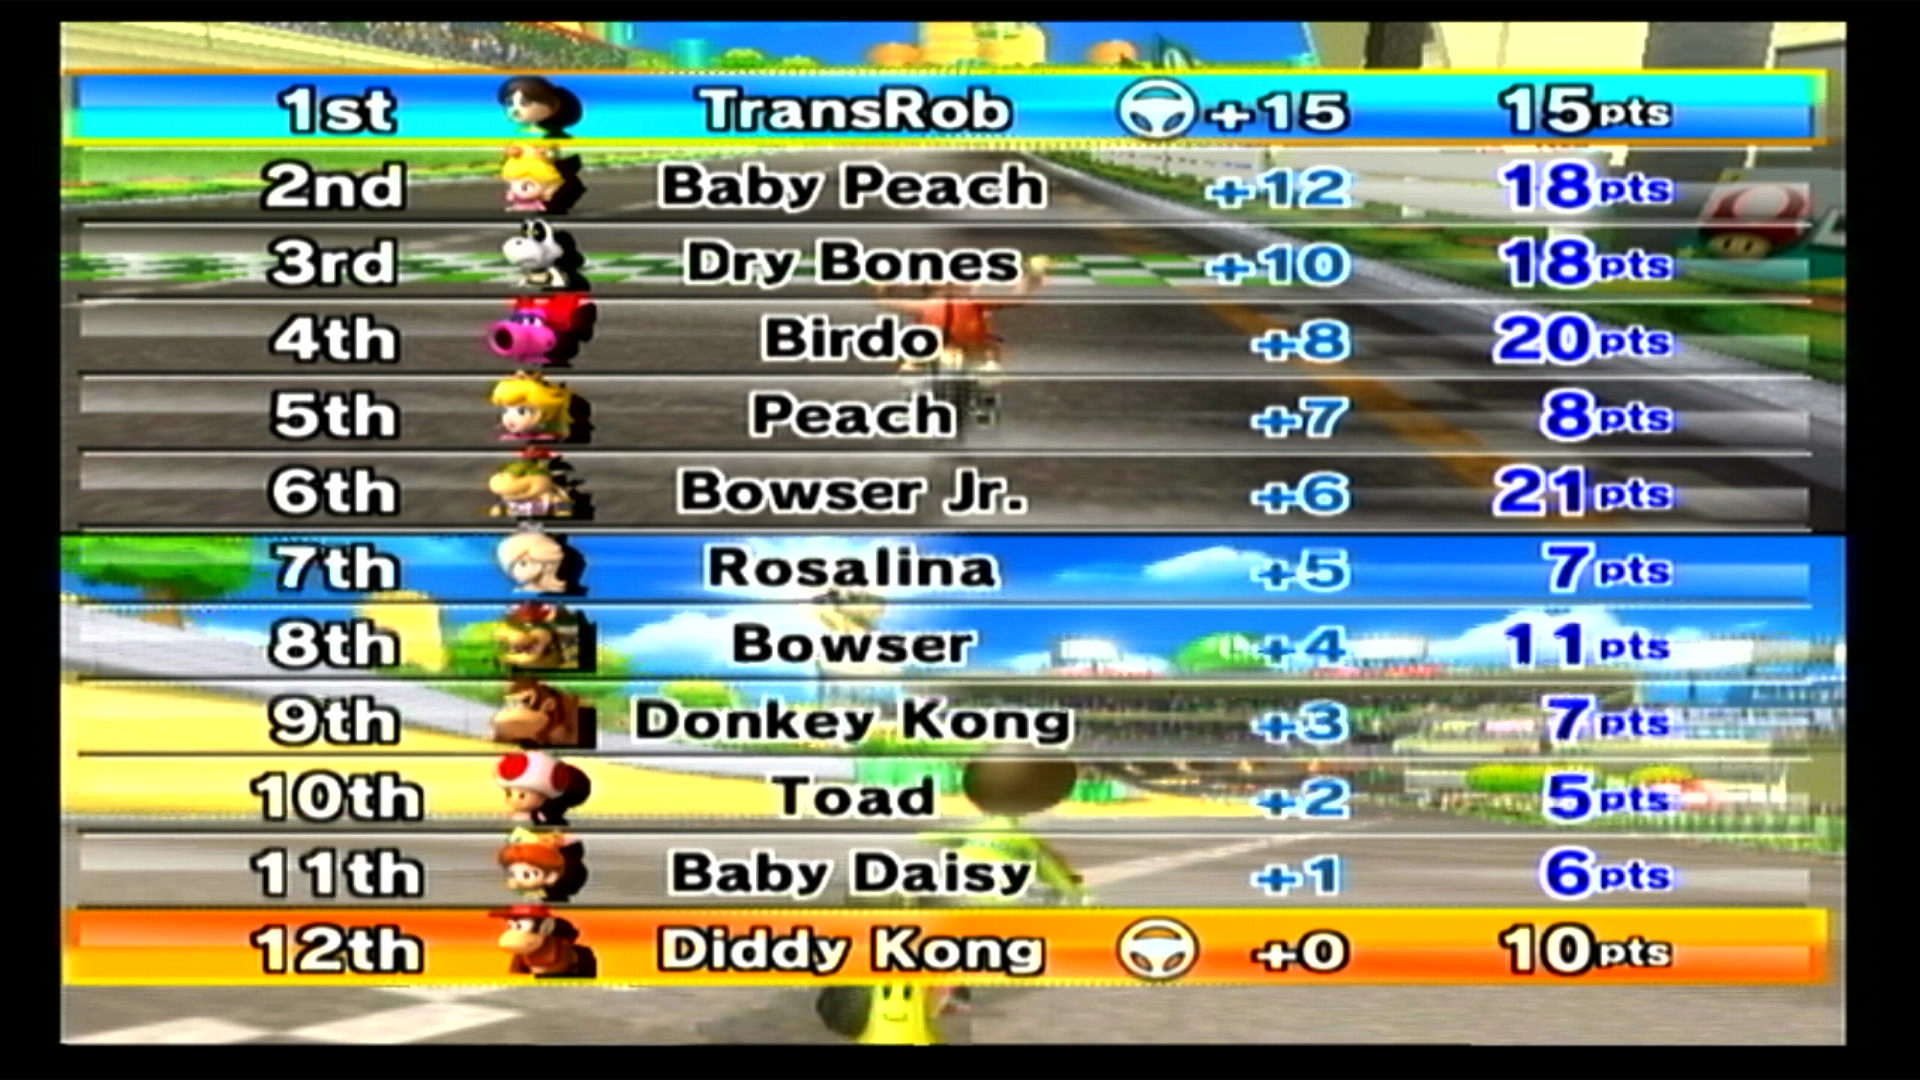 1st TransRob +15 15pts
2nd Baby Peach +12 18pts
3rd Dry Bones +10 18pts
4th Birdo +8 20pts
5th Peach +7 8pts
6th Bowser Jr. +6 21pts
7th Rosalina +5 7pts
8th Bowser +4 11pts
9th Donkey Kong +3 7pts
10th Toad +2 5pts
11th Baby Daisy +1 6pts
12th Diddy Kong +0 10pts